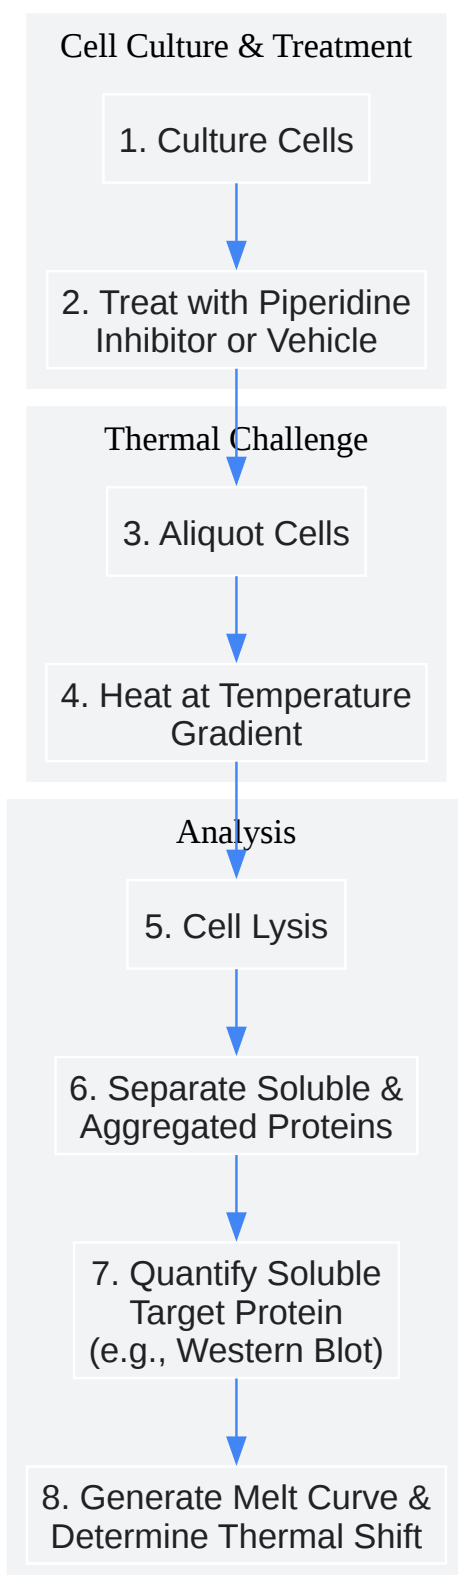 Cell Culture & Treatment
1. Culture Cells
2. Treat with Piperidine
Inhibitor or Vehicle
Thermal Challenge
3. Aliquot Cells
4. Heat at Temperature
Gradient
Analysis
5. Cell Lysis
6. Separate Soluble &
Aggregated Proteins
7. Quantify Soluble
Target Protein
(e.g., Western Blot)
8. Generate Melt Curve &
Determine Thermal Shift